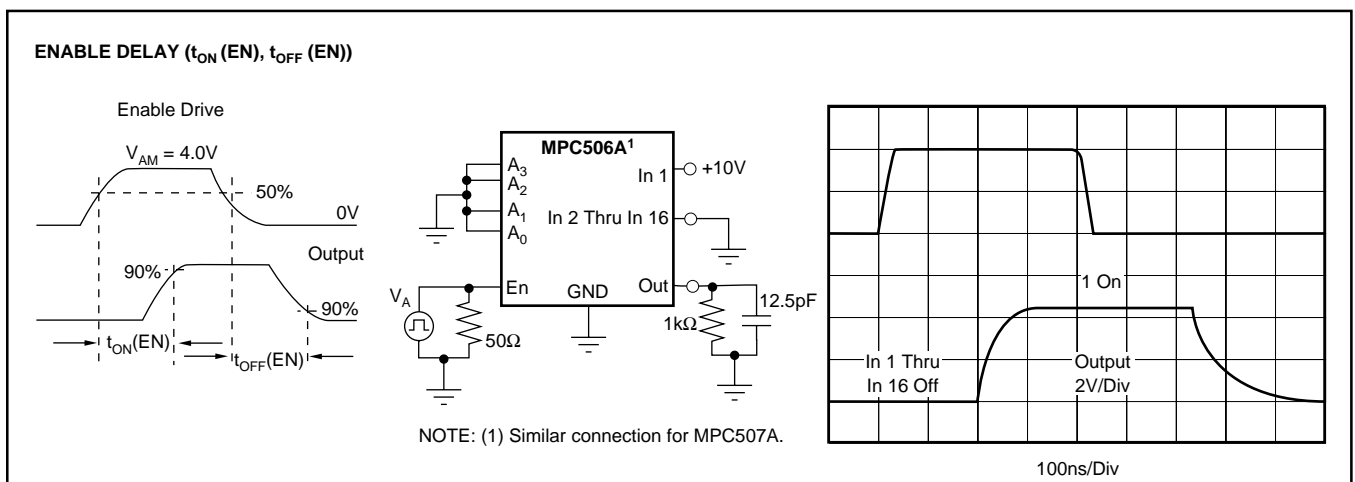 ENABLE DELAY (tON (EN), tOFF (EN))
Enable Drive
VAM = 4.0V
50%
0V
Output
90%
90%
tON(EN)
tOFF(EN)
MPC506A1
A3
A2
A1
A0
In 1
+10V
In 2 Thru In 16
En
GND
Out
VA
50Ω
1kΩ
12.5pF
NOTE: (1) Similar connection for MPC507A.
1 On
In 1 Thru
In 16 Off
Output
2V/Div
100ns/Div